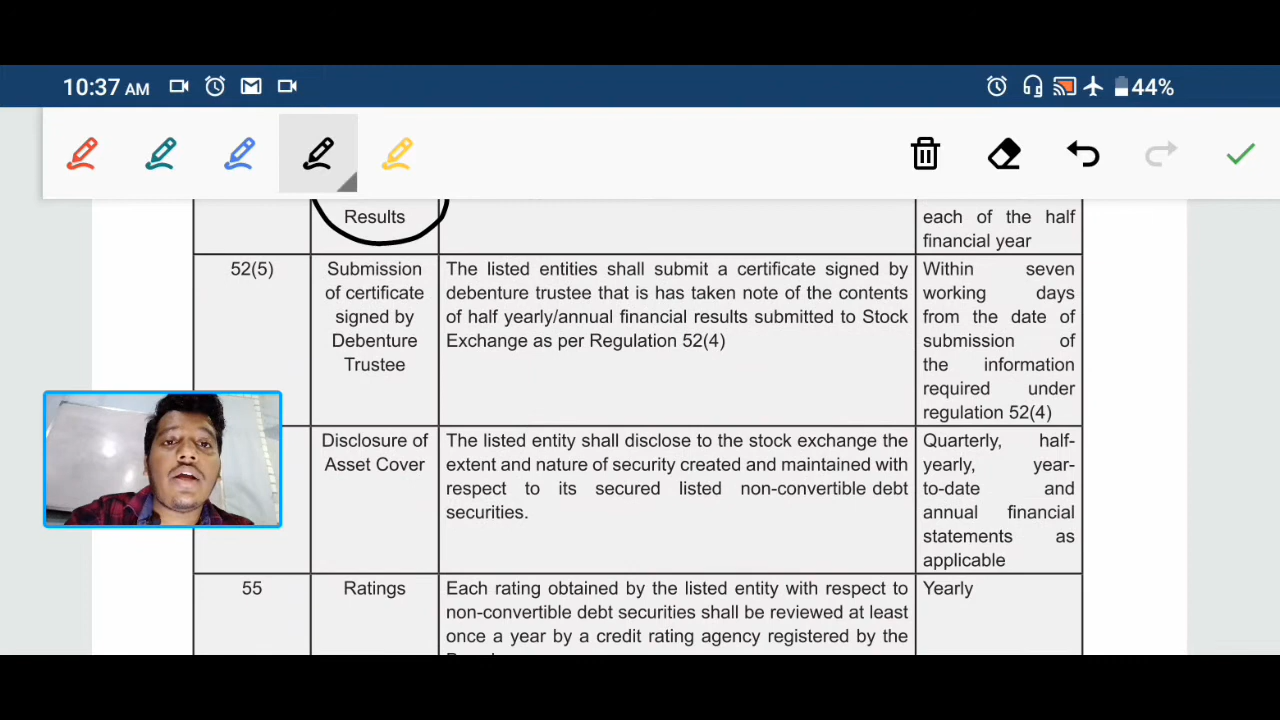 10:37 AM
44%
Results
each of the half
financial year
52(5)
Submission
of certificate
signed by
Debenture
Trustee
The listed entities shall submit a certificate signed by
debenture trustee that is has taken note of the contents
of half yearly/annual financial results submitted to Stock
Exchange as per Regulation 52(4)
Within seven
working days
from the date of
submission of
the information
required under
regulation 52(4)
Disclosure of
Asset Cover
The listed entity shall disclose to the stock exchange the
extent and nature of security created and maintained with
respect to its secured listed non-convertible debt
securities.
Quarterly, half-
yearly, year-
to-date and
annual financial
statements as
applicable
55
Ratings
Each rating obtained by the listed entity with respect to
non-convertible debt securities shall be reviewed at least
once a year by a credit rating agency registered by the
Yearly